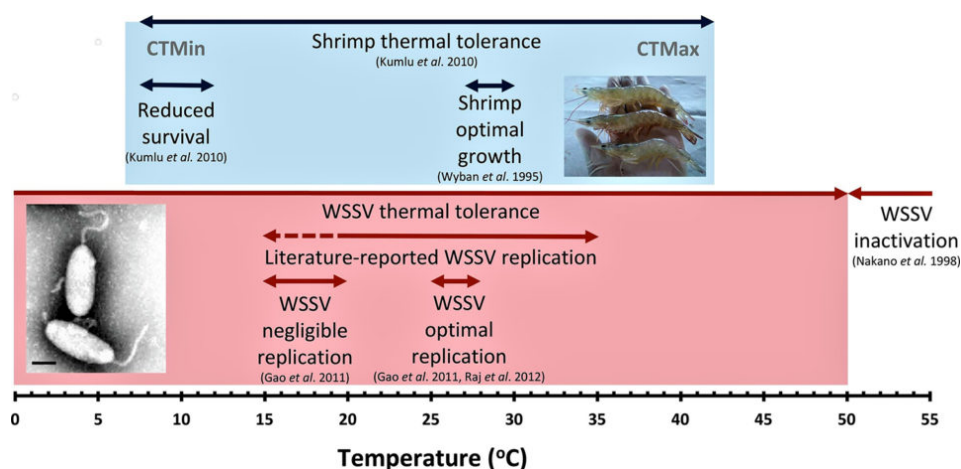 Shrimp thermal tolerance
(Kumlu et al. 2010)
CTMin
CTMax
Reduced
survival
(Kumlu et al. 2010)
Shrimp
optimal
growth
(Wyban et al. 1995)
WSSV thermal tolerance
WSSV
inactivation
(Nakano et al. 1998)
Literature-reported WSSV replication
WSSV
negligible
replication
(Gao et al. 2011)
WSSV
optimal
replication
(Gao et al. 2011, Raj et al. 2012)
0 5 10 15 20 25 30 35 40 45 50 55
Temperature (°C)